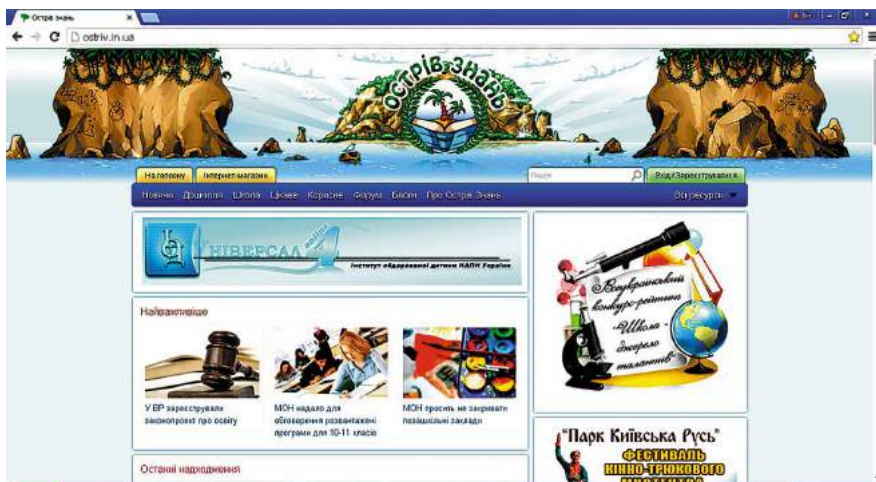 Острів знань
ostriv.in.ua
ОСТРІВ ЗНАНЬ
На головну Інтернет-магазин Пошук Вхід / Зареєструватися
Новини Дошкілля Школа Цікаве Корисне Форум Блоги Про Острів Знань Всі ресурси
УНІВЕРСАЛ online
Інститут обдарованої дитини НАПН України
Всеукраїнський
конкурс-рейтинг
"Школа -
джерело
талантів"
Найважливіше
У ВР зареєстрували
законопроект про освіту
МОН надало для
обговорення розвантажені
програми для 10-11 класів
МОН просить не закривати
позашкільні заклади
"Парк Київська Русь"
ФЕСТИВАЛЬ
КІННО-ТРЮКОВОГО
МИСТЕЦТВА
Останні надходження